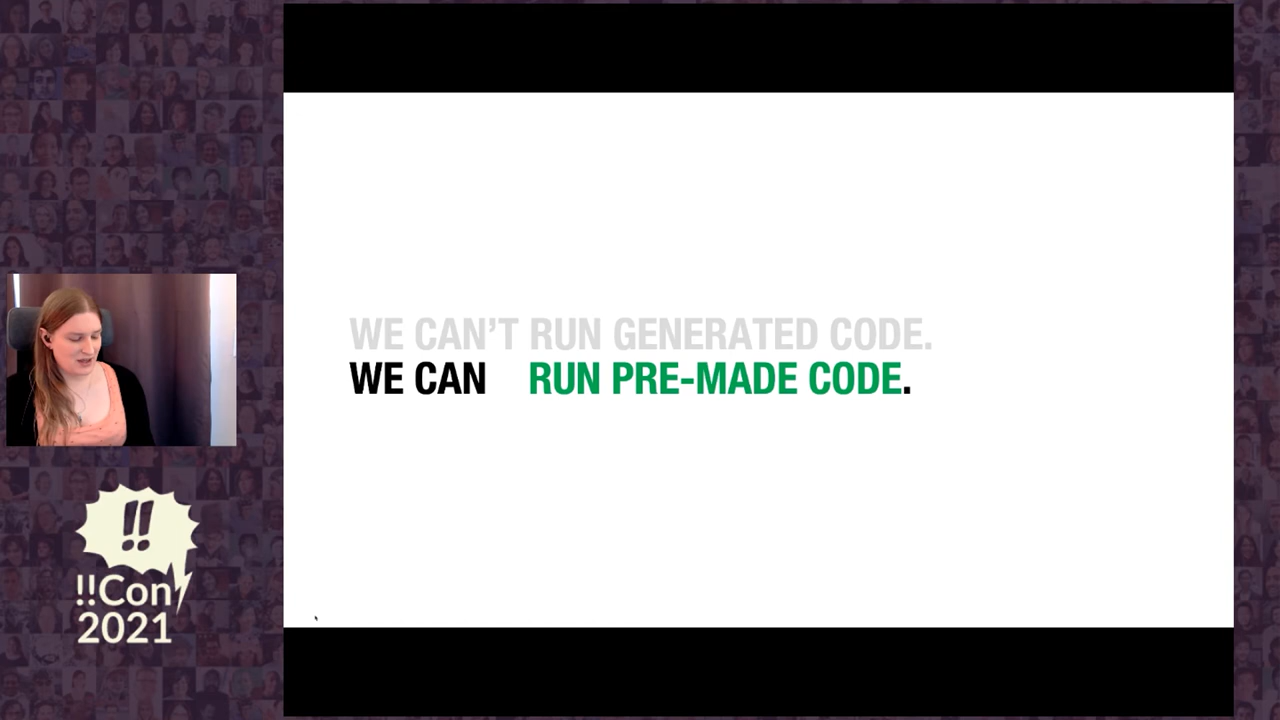 WE CAN’T RUN GENERATED CODE.
WE CAN RUN PRE-MADE CODE.
!!
!!Con
2021